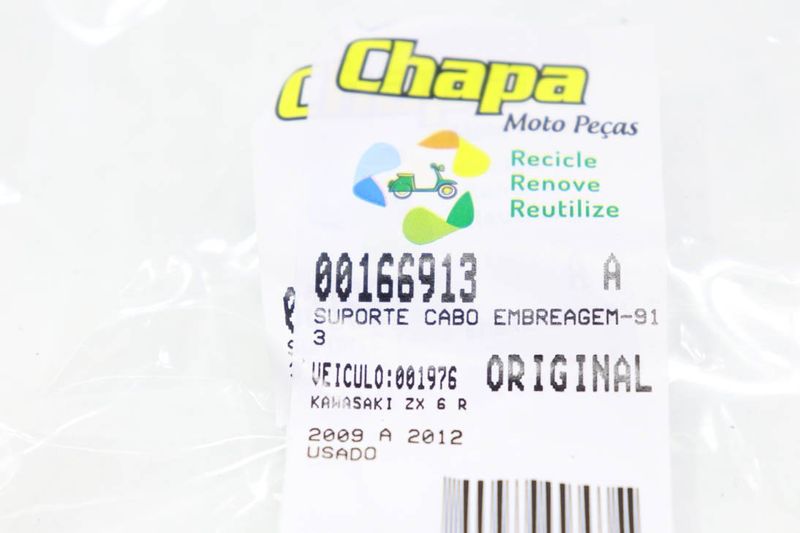 Chapa
Moto Peças
Recicle
Renove
Reutilize
00166913 A
SUPORTE CABO EMBREAGEM-91
3
VEICULO:001976 ORIGINAL
KAWASAKI ZX 6 R
2009 A 2012
USADO